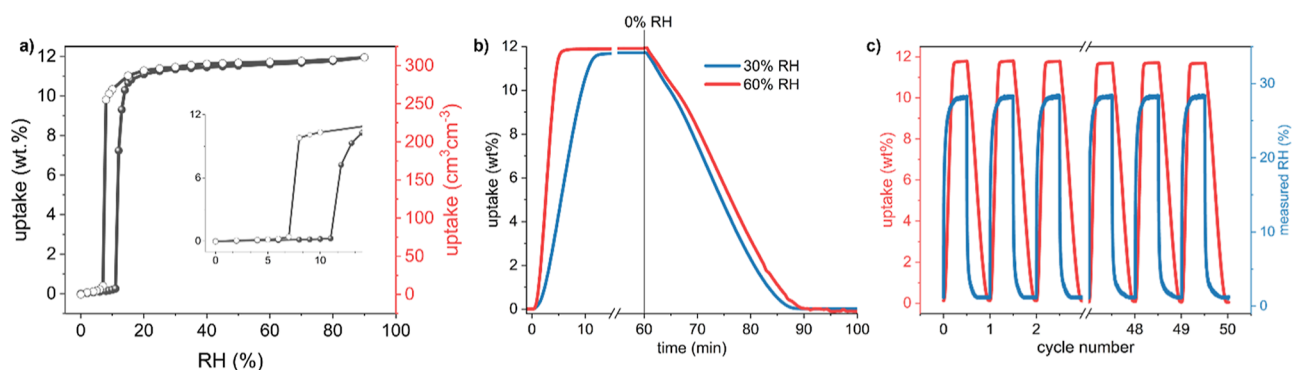 0% RH
a)
12
10
8
6
4
2
0
uptake (wt.%)
0 20 40 60 80 100
RH (%)
300
250
200
150
100
50
0
uptake (cm³cm⁻³)
12
6
0
0 5 10
b)
12
10
8
6
4
2
0
uptake (wt%)
30% RH
60% RH
0 10 60 70 80 90 100
time (min)
c)
12
10
8
6
4
2
0
uptake (wt%)
0 1 2 48 49 50
cycle number
30
20
10
0
measured RH (%)